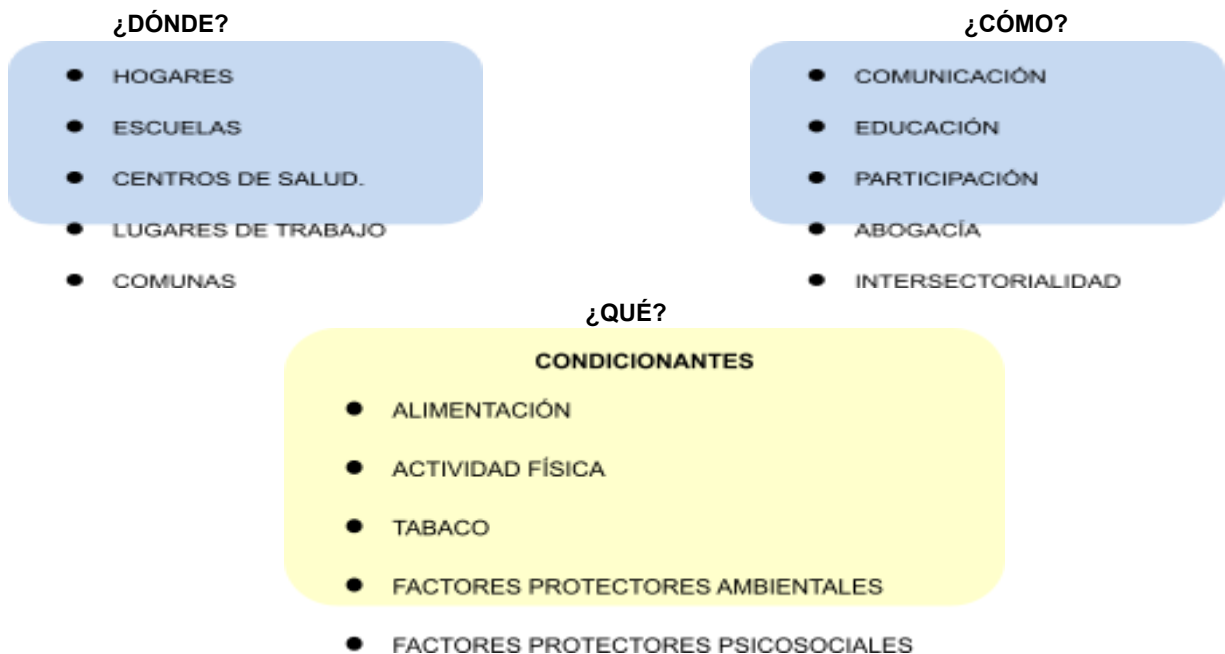 ¿DÓNDE?
● HOGARES
● ESCUELAS
● CENTROS DE SALUD.
● LUGARES DE TRABAJO
● COMUNAS
¿CÓMO?
● COMUNICACIÓN
● EDUCACIÓN
● PARTICIPACIÓN
● ABOGACÍA
● INTERSECTORIALIDAD
¿QUÉ?
CONDICIONANTES
● ALIMENTACIÓN
● ACTIVIDAD FÍSICA
● TABACO
● FACTORES PROTECTORES AMBIENTALES
● FACTORES PROTECTORES PSICOSOCIALES